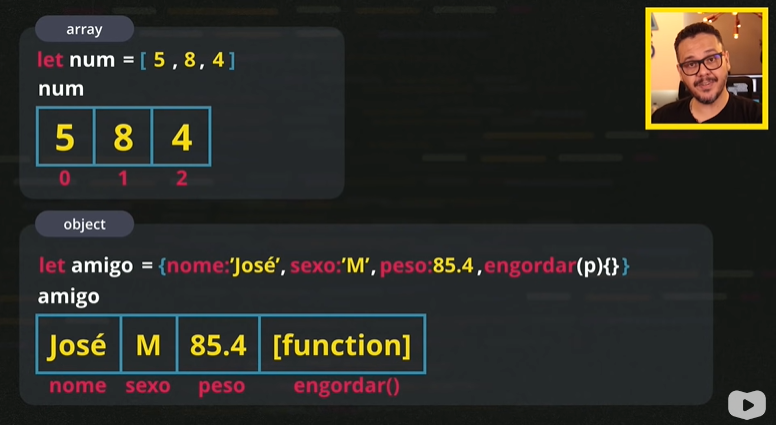 array
let num = [ 5 , 8 , 4 ]
num
5 8 4
0 1 2
object
let amigo = {nome:'José', sexo:'M', peso:85.4 ,engordar(p){} }
amigo
José M 85.4 [function]
nome sexo peso engordar()